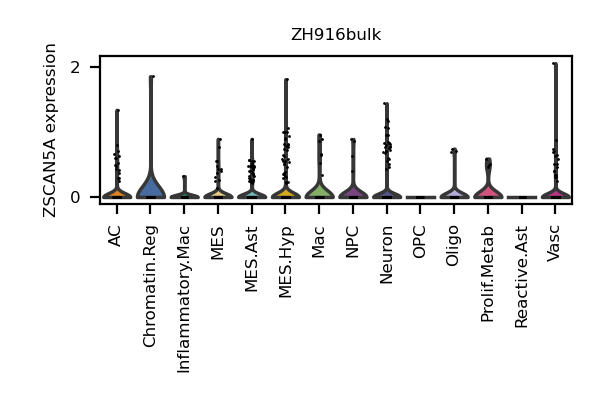 ZH916bulk
ZSCAN5A expression
2
0
AC
Chromatin.Reg
Inflammatory.Mac
MES
MES.Ast
MES.Hyp
Mac
NPC
Neuron
OPC
Oligo
Prolif.Metab
Reactive.Ast
Vasc